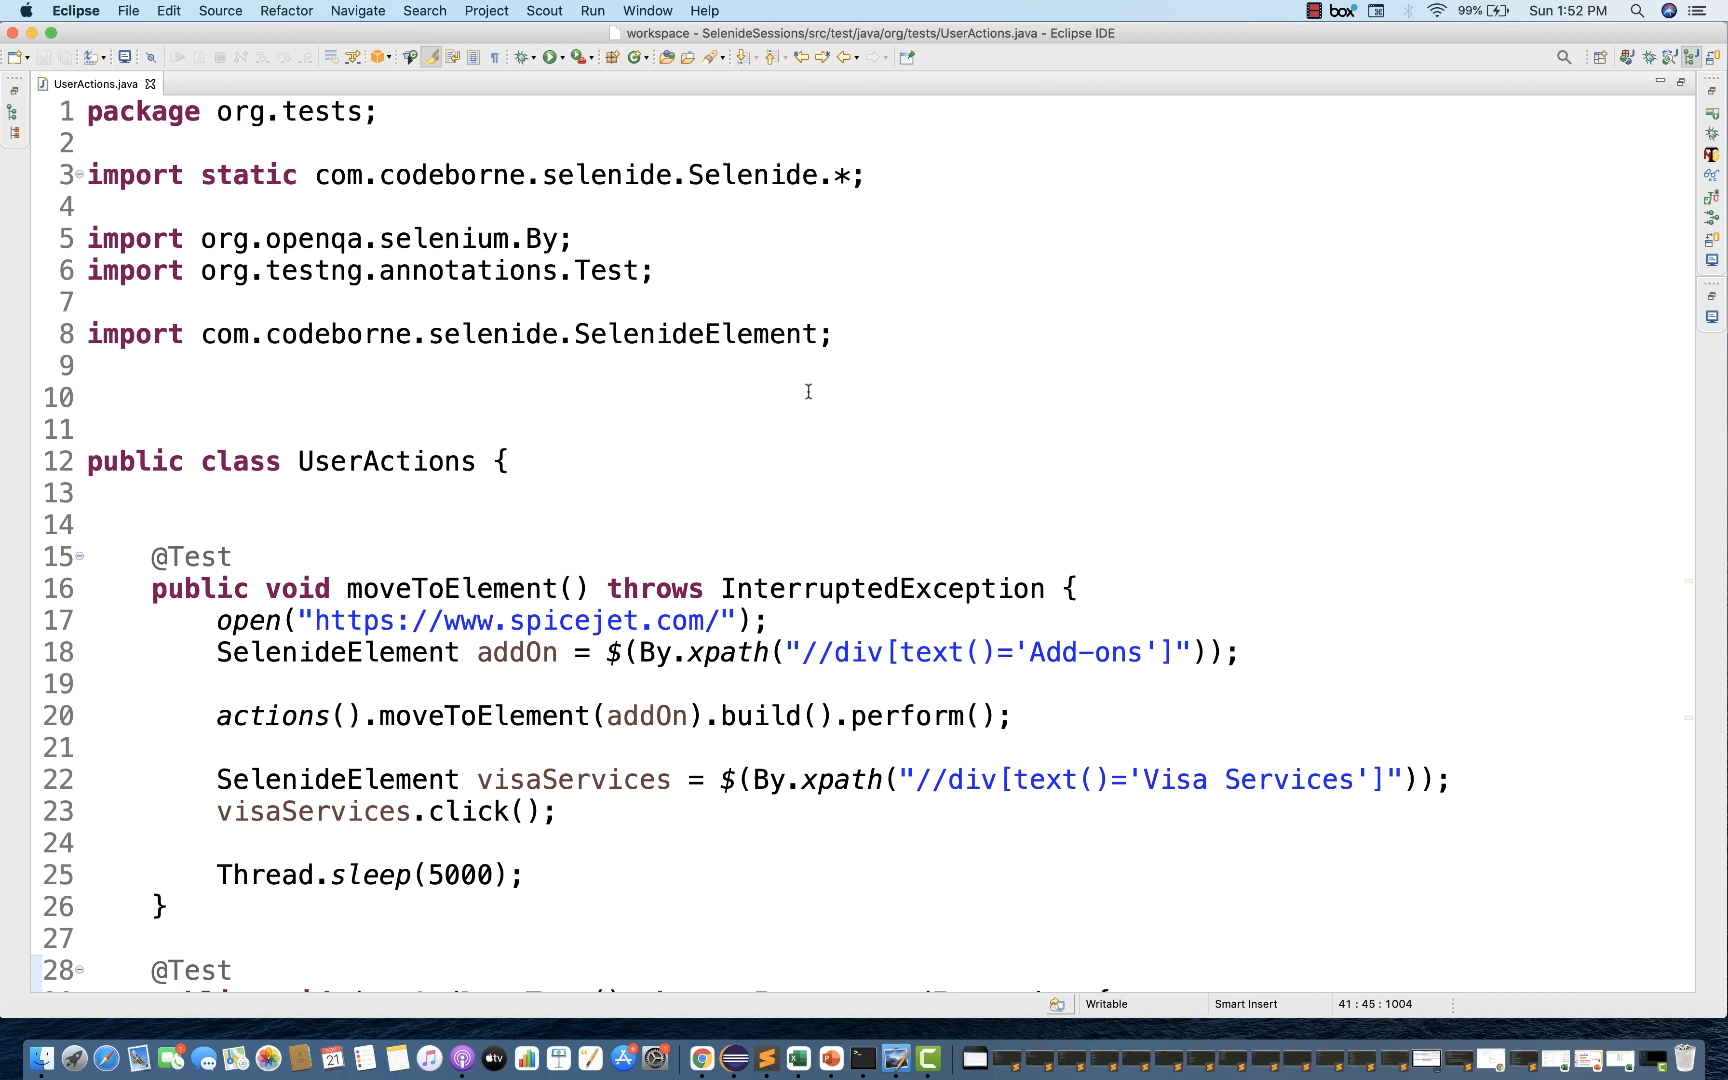 Eclipse File Edit Source Refactor Navigate Search Project Scout Run Window Help box 99% Sun 1:52 PM
workspace - SelenideSessions/src/test/java/org/tests/UserActions.java - Eclipse IDE
UserActions.java
1 package org.tests;
2
3 import static com.codeborne.selenide.Selenide.*;
4
5 import org.openqa.selenium.By;
6 import org.testng.annotations.Test;
7
8 import com.codeborne.selenide.SelenideElement;
9
10
11
12 public class UserActions {
13
14
15 @Test
16 public void moveToElement() throws InterruptedException {
17 open("https://www.spicejet.com/");
18 SelenideElement addOn = $(By.xpath("//div[text()='Add-ons']"));
19
20 actions().moveToElement(addOn).build().perform();
21
22 SelenideElement visaServices = $(By.xpath("//div[text()='Visa Services']"));
23 visaServices.click();
24
25 Thread.sleep(5000);
26 }
27
28 @Test
Writable Smart Insert 41 : 45 : 1004